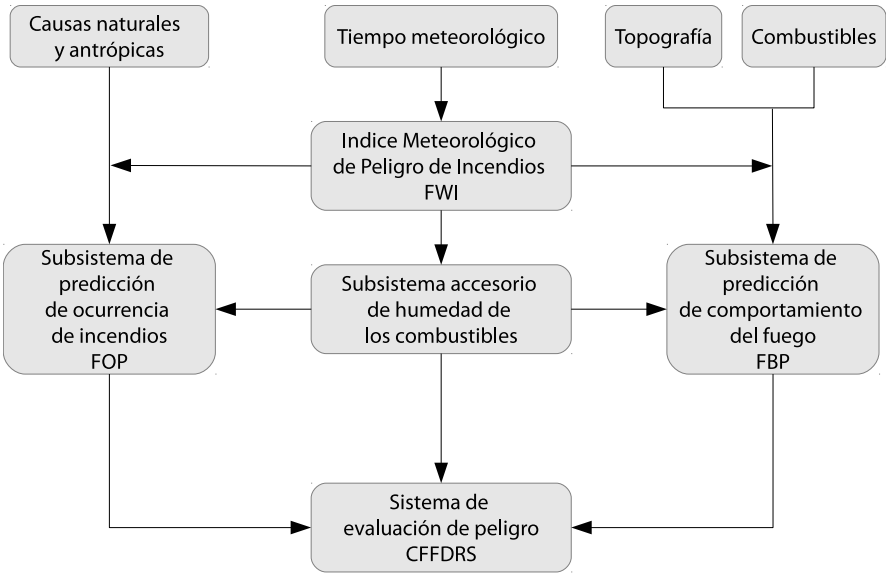 Causas naturales
y antrópicas
Tiempo meteorológico
Topografía
Combustibles
Indice Meteorológico
de Peligro de Incendios
FWI
Subsistema de
predicción
de ocurrencia
de incendios
FOP
Subsistema accesorio
de humedad de
los combustibles
Subsistema de
predicción
de comportamiento
del fuego
FBP
Sistema de
evaluación de peligro
CFFDRS